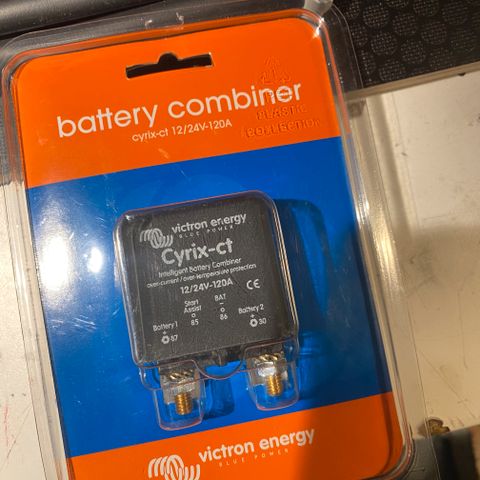 battery combiner
cyrix-ct 12/24V-120A
PLASTIC
COLLECTION
victron energy
BLUE POWER
Cyrix-ct
Intelligent Battery Combiner
over-current / over-temperature protection
12/24V-120A
CE
Start Assist
BAT
-
Battery 1
+
85
86
Battery 2
+
87
30
victron energy
BLUE POWER